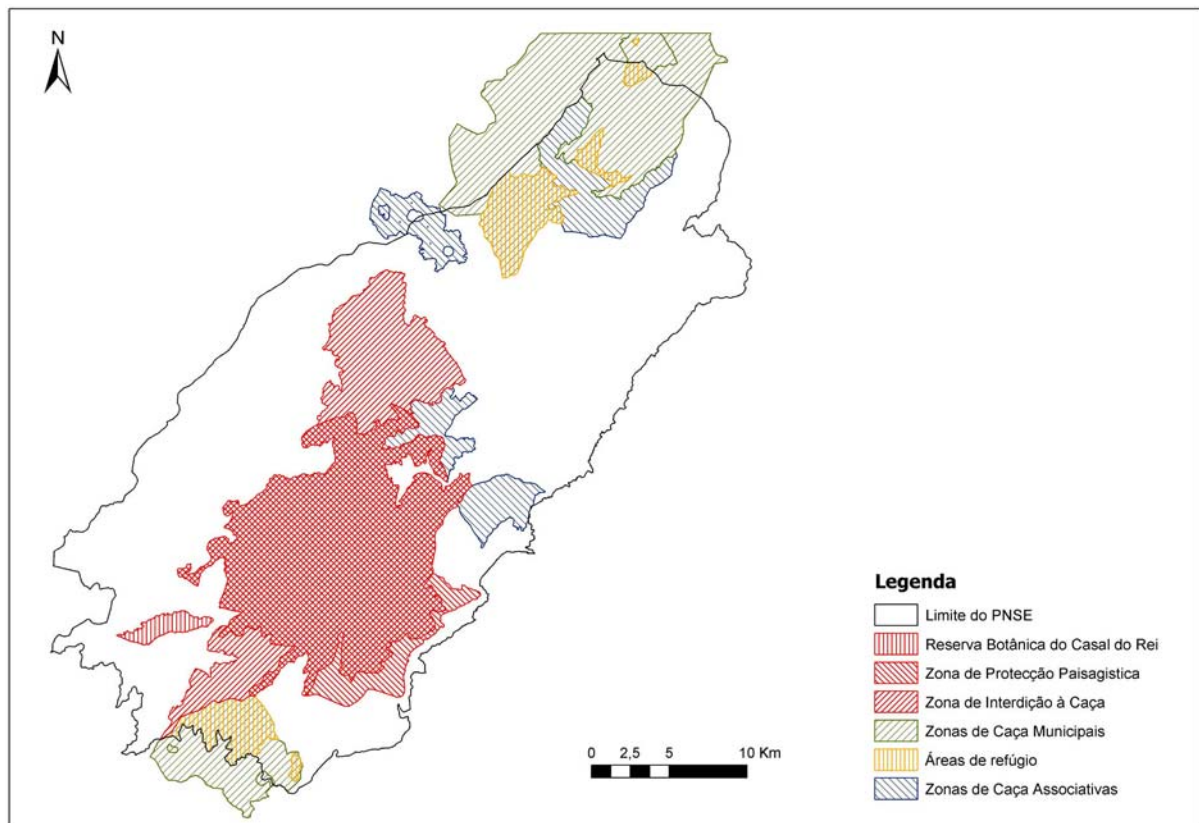 N
Legenda
Limite do PNSE
Reserva Botânica do Casal do Rei
Zona de Protecção Paisagistica
Zona de Interdição à Caça
Zonas de Caça Municipais
Áreas de refúgio
Zonas de Caça Associativas
0 2,5 5 10 Km